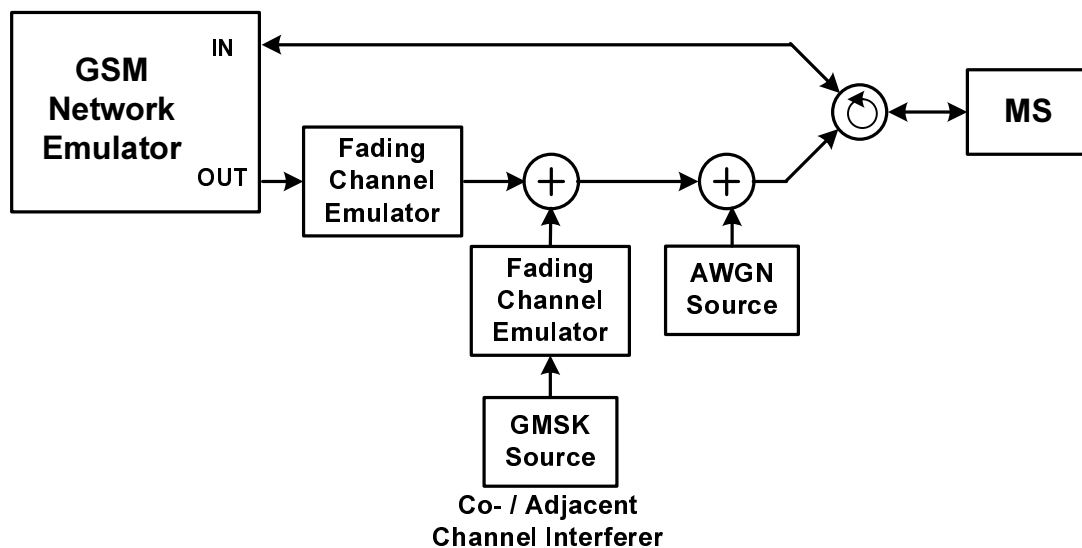 GSM
Network
Emulator
IN
OUT
Fading
Channel
Emulator
MS
Fading
Channel
Emulator
AWGN
Source
GMSK
Source
Co- / Adjacent
Channel Interferer